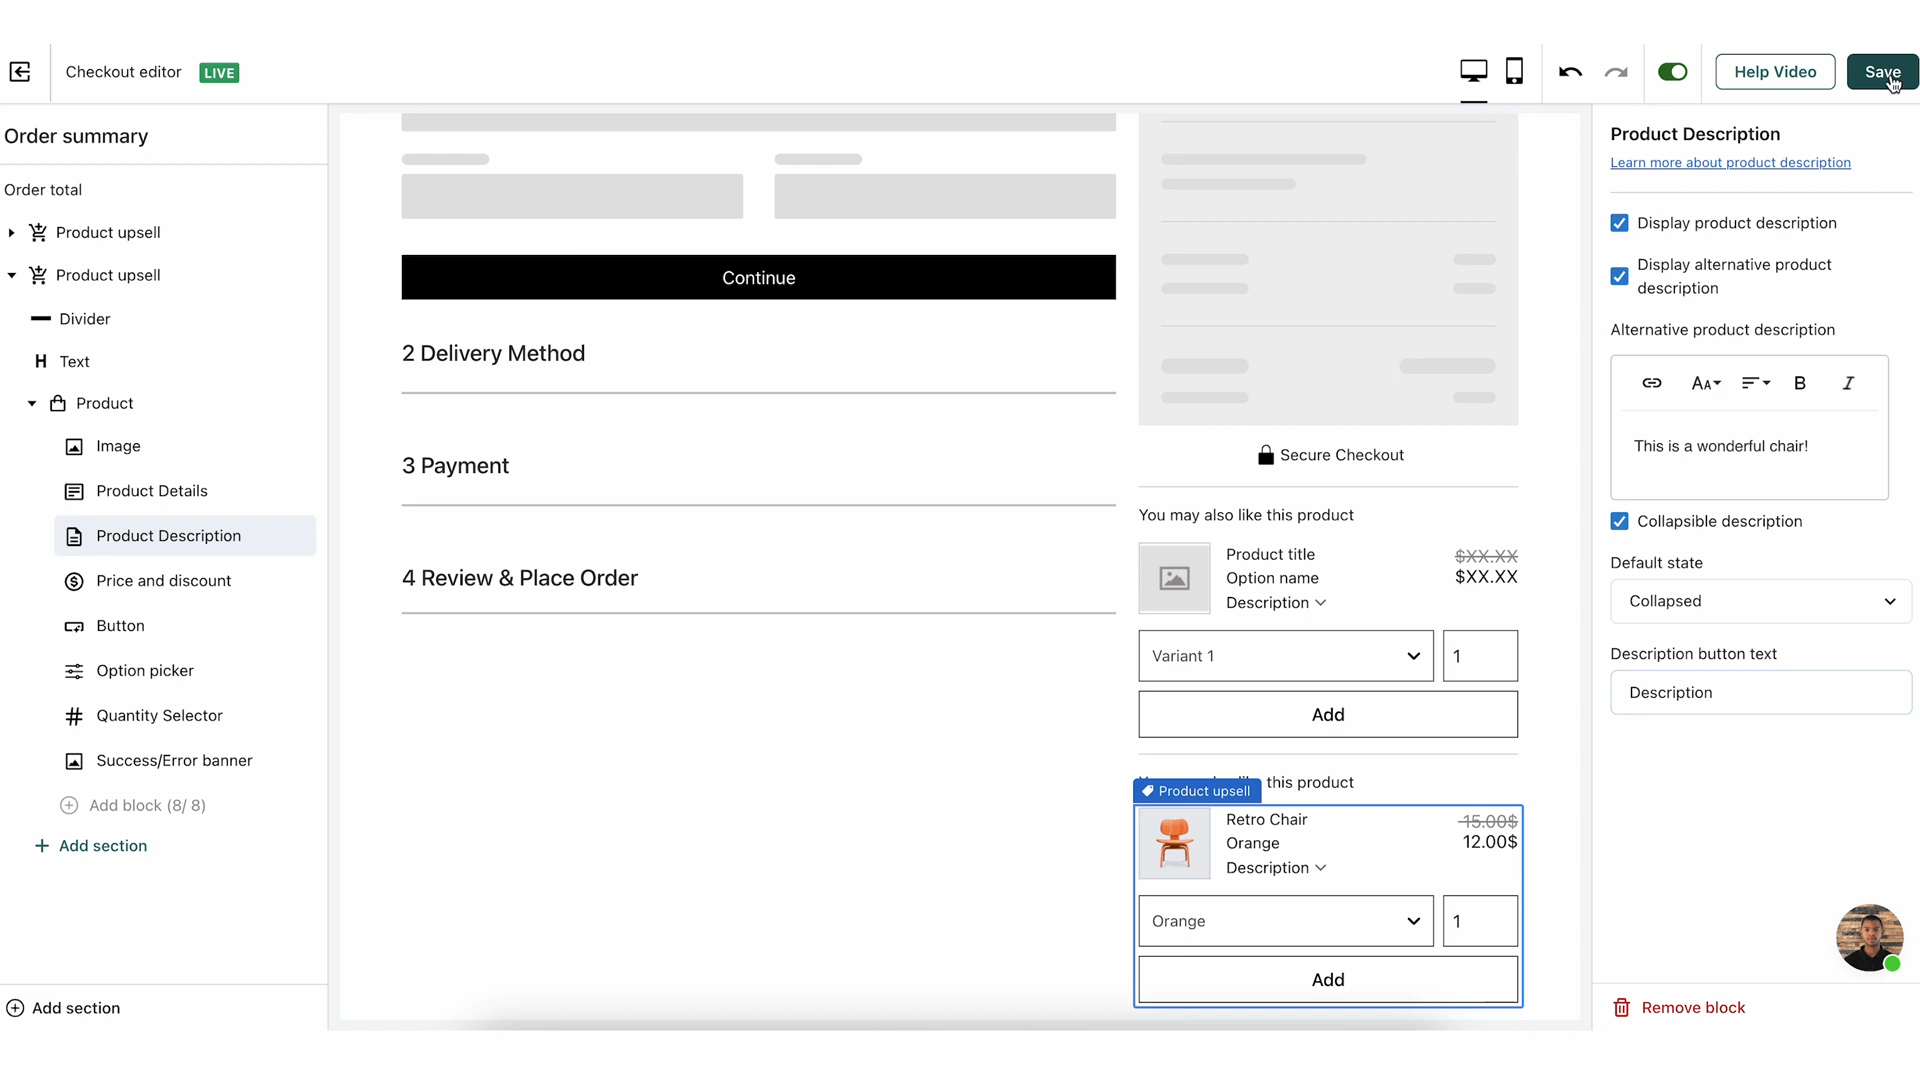 Checkout editor LIVE
Help Video
Save
Order summary
Order total
Product upsell
Product upsell
Divider
H Text
Product
Image
Product Details
Product Description
Price and discount
Button
Option picker
Quantity Selector
Success/Error banner
Add block (8/ 8)
Add section
Add section
Continue
2 Delivery Method
3 Payment
4 Review & Place Order
Secure Checkout
You may also like this product
Product title
$XX.XX
Option name
$XX.XX
Description
Variant 1
1
Add
this product
Product upsell
Retro Chair
15.00$
Orange
12.00$
Description
Orange
1
Add
Product Description
Learn more about product description
Display product description
Display alternative product
description
Alternative product description
AA B I
This is a wonderful chair!
Collapsible description
Default state
Collapsed
Description button text
Description
Remove block